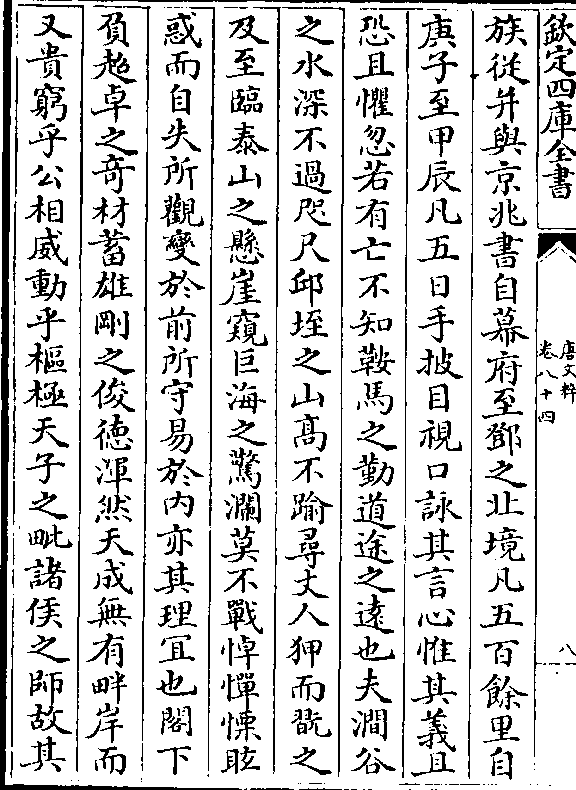 欽定四庫全書
唐文粹
卷八十四
八
族從并與京兆書自幕府至鄧之北境凡五百餘里自
庚子至甲辰凡五日手披目視口詠其言心惟其義且
恐且懼忽若有亡不知鞍馬之勤道途之遠也夫澗谷
之水深不過咫尺邱垤之山髙不踰尋丈人狎而翫之
及至臨泰山之懸崖窺巨海之驚瀾莫不戰悼憚慄眩
惑而自失所觀變於前所守易於内亦其理宜也閣下
負超卓之奇材蓄雄剛之俊德渾然天成無有畔岸而
又貴窮乎公相威動乎樞極天子之毗諸侯之師故其